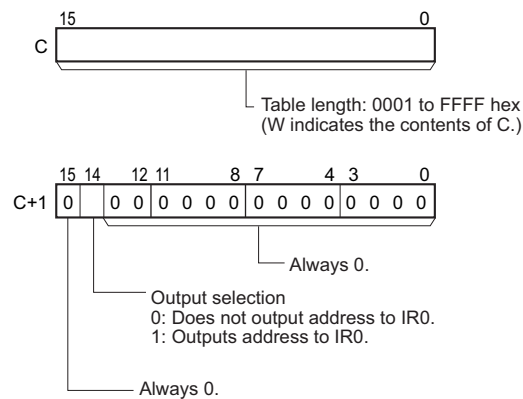 15 0
C
Table length: 0001 to FFFF hex
(W indicates the contents of C.)
15 14 12 11 8 7 4 3 0
C+1 0 0 0 0 0 0 0 0 0 0 0 0 0 0 0
Always 0.
Output selection
0: Does not output address to IR0.
1: Outputs address to IR0.
Always 0.